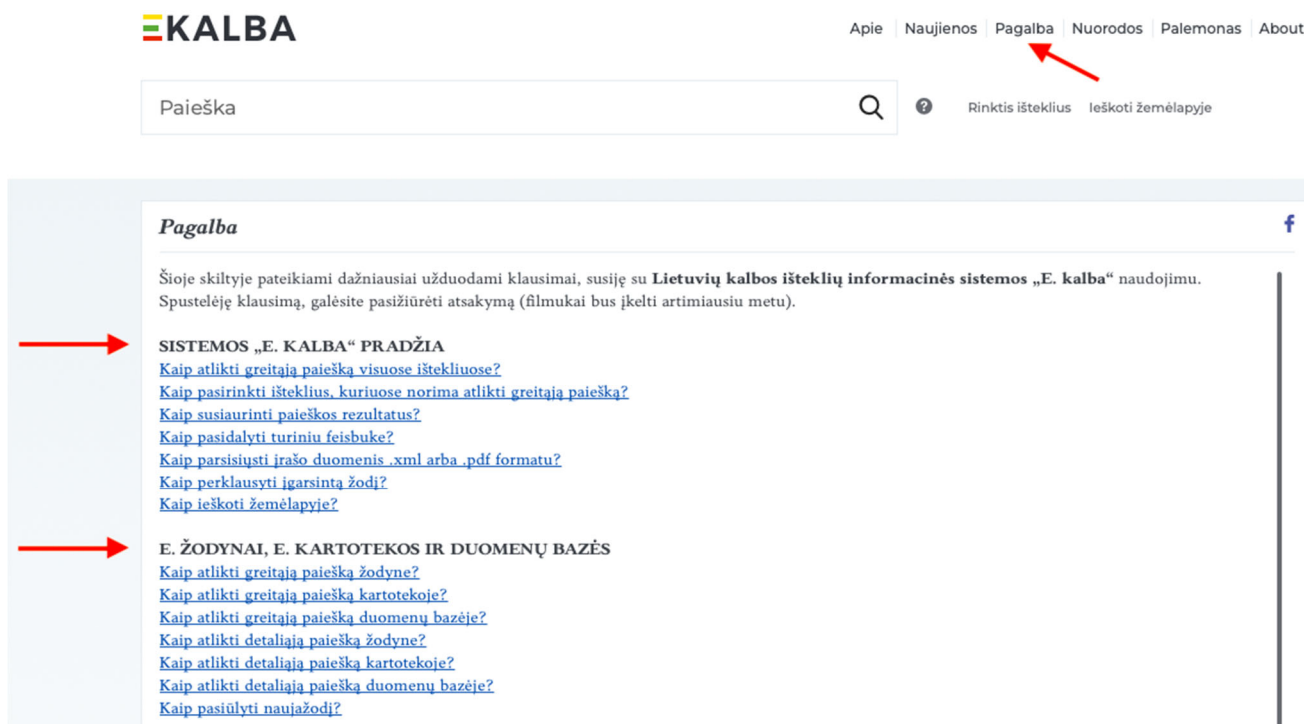 EKALBA
Apie Naujienos Pagalba Nuorodos Palemonas About
Paieška
Rinktis išteklius Ieškoti žemėlapyje
Pagalba
Šioje skiltyje pateikiami dažniausiai užduodami klausimai, susiję su Lietuvių kalbos išteklių informacinės sistemos „E. kalba“ naudojimu.
Spustelėję klausimą, galėsite pasižiūrėti atsakymą (filmukai bus įkelti artimiausiu metu).
SISTEMOS „E. KALBA“ PRADŽIA
Kaip atlikti greitąją paiešką visuose ištekliuose?
Kaip pasirinkti išteklius, kuriuose norima atlikti greitąją paiešką?
Kaip susiaurinti paieškos rezultatus?
Kaip pasidalyti turiniu feisbuke?
Kaip parsisiųsti įrašo duomenis .xml arba .pdf formatu?
Kaip perklausyti įgarsintą žodį?
Kaip ieškoti žemėlapyje?
E. ŽODYNAI, E. KARTOTEKOS IR DUOMENŲ BAZĖS
Kaip atlikti greitąją paiešką žodyne?
Kaip atlikti greitąją paiešką kartotekoje?
Kaip atlikti greitąją paiešką duomenų bazėje?
Kaip atlikti detaliąją paiešką žodyne?
Kaip atlikti detaliąją paiešką kartotekoje?
Kaip atlikti detaliąją paiešką duomenų bazėje?
Kaip pasiūlyti naujažodį?